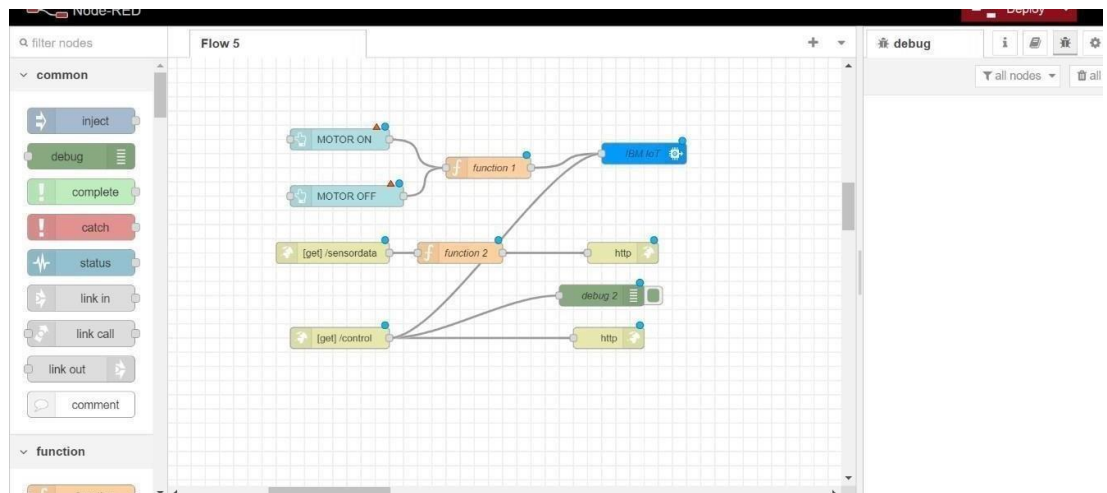 Node-RED
Deploy
filter nodes
Flow 5
debug
i
all nodes
all
common
inject
debug
complete
catch
status
link in
link call
link out
comment
function
MOTOR ON
MOTOR OFF
function 1
IBM IoT
[get] /sensordata
function 2
http
debug 2
[get] /control
http